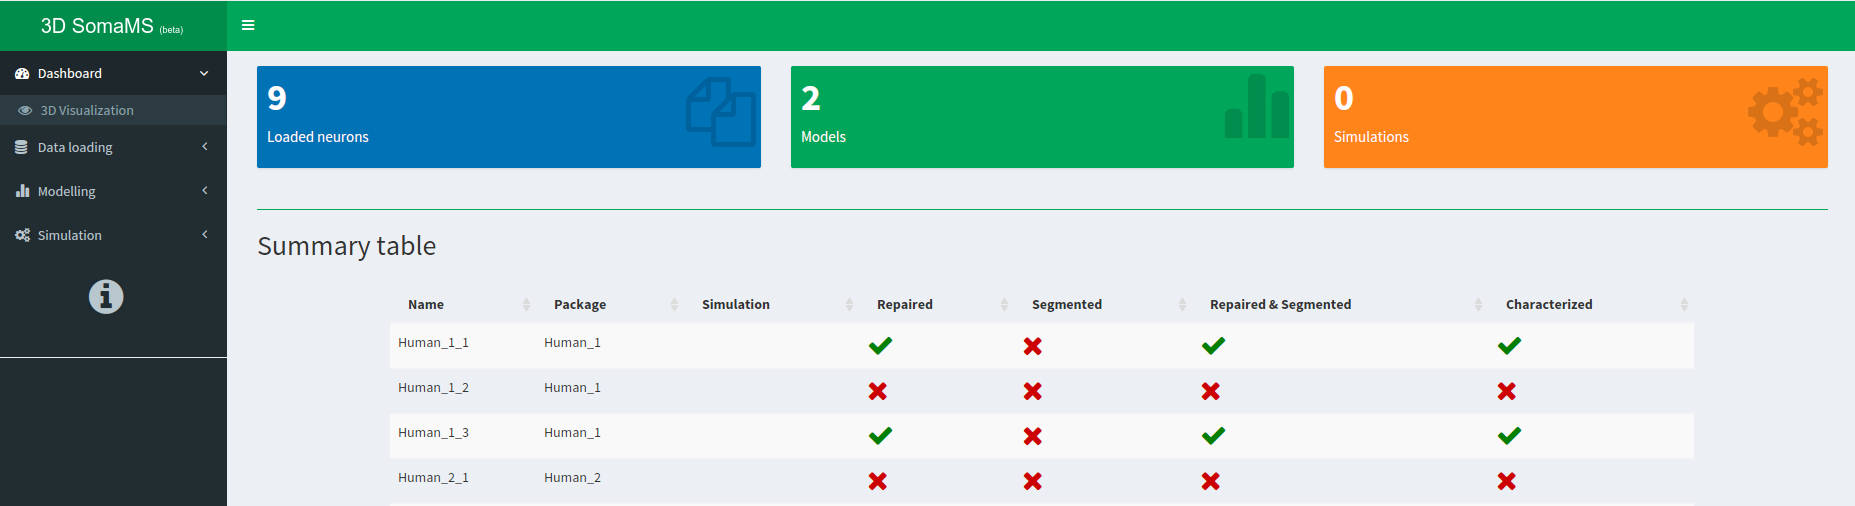 3D SomaMS (beta)
Dashboard
3D Visualization
Data loading
Modelling
Simulation
9
Loaded neurons
2
Models
0
Simulations
Summary table
Name Package Simulation Repaired Segmented Repaired & Segmented Characterized
Human_1_1 Human_1
Human_1_2 Human_1
Human_1_3 Human_1
Human_2_1 Human_2